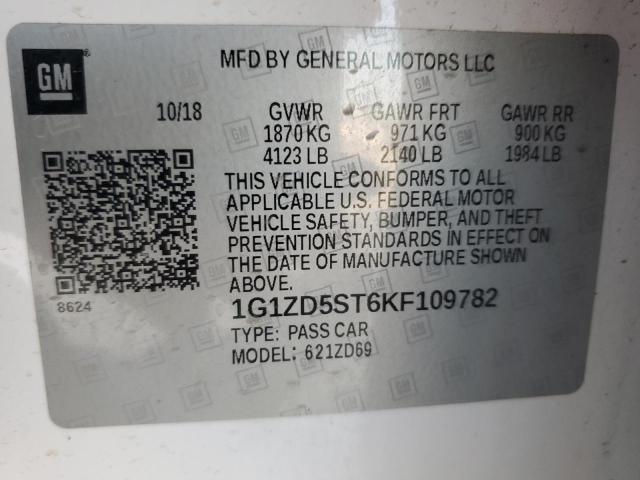 GM
MFD BY GENERAL MOTORS LLC
10/18 GVWR GAWR FRT GAWR RR
1870 KG 971 KG 900 KG
4123 LB 2140 LB 1984 LB
THIS VEHICLE CONFORMS TO ALL
APPLICABLE U.S. FEDERAL MOTOR
VEHICLE SAFETY, BUMPER, AND THEFT
PREVENTION STANDARDS IN EFFECT ON
THE DATE OF MANUFACTURE SHOWN
ABOVE.
8624
1G1ZD5ST6KF109782
TYPE: PASS CAR
MODEL: 621ZD69